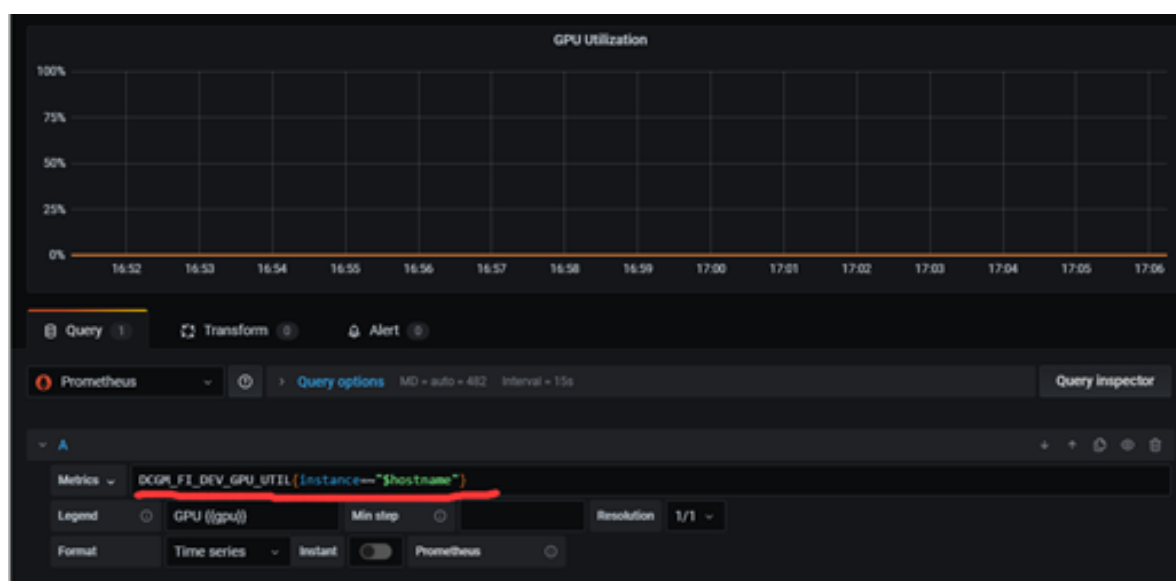 GPU Utilization
100%
75%
50%
25%
0%
16:52 16:53 16:54 16:55 16:56 16:57 16:58 16:59 17:00 17:01 17:02 17:03 17:04 17:05 17:06
Query 1 Transform 0 Alert 0
Prometheus Query options MD = auto = 482 Interval = 15s Query inspector
A
Metrics DCGM_FI_DEV_GPU_UTIL{instance=~"$hostname"}
Legend GPU {{gpu}} Min step Resolution 1/1
Format Time series Instant Prometheus